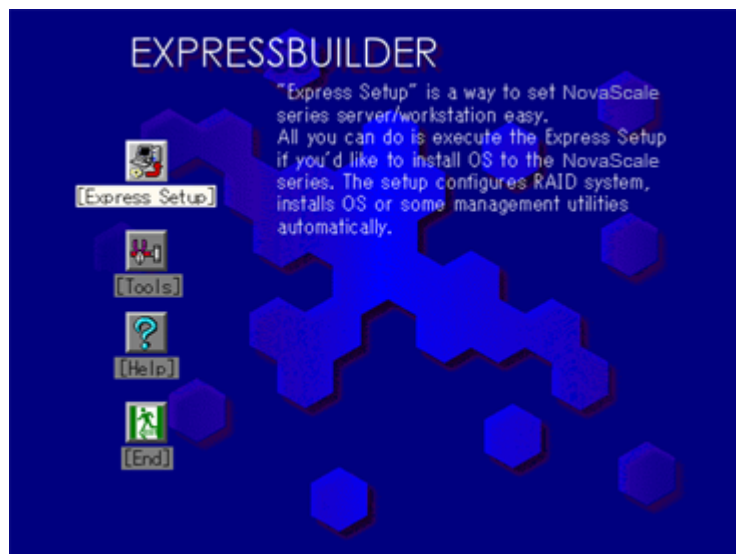 EXPRESSBUILDER
"Express Setup" is a way to set NovaScale
series server/workstation easy.
All you can do is execute the Express Setup
if you'd like to install OS to the NovaScale
series. The setup configures RAID system,
installs OS or some management utilities
automatically.
[Express Setup]
[Tools]
[Help]
[End]